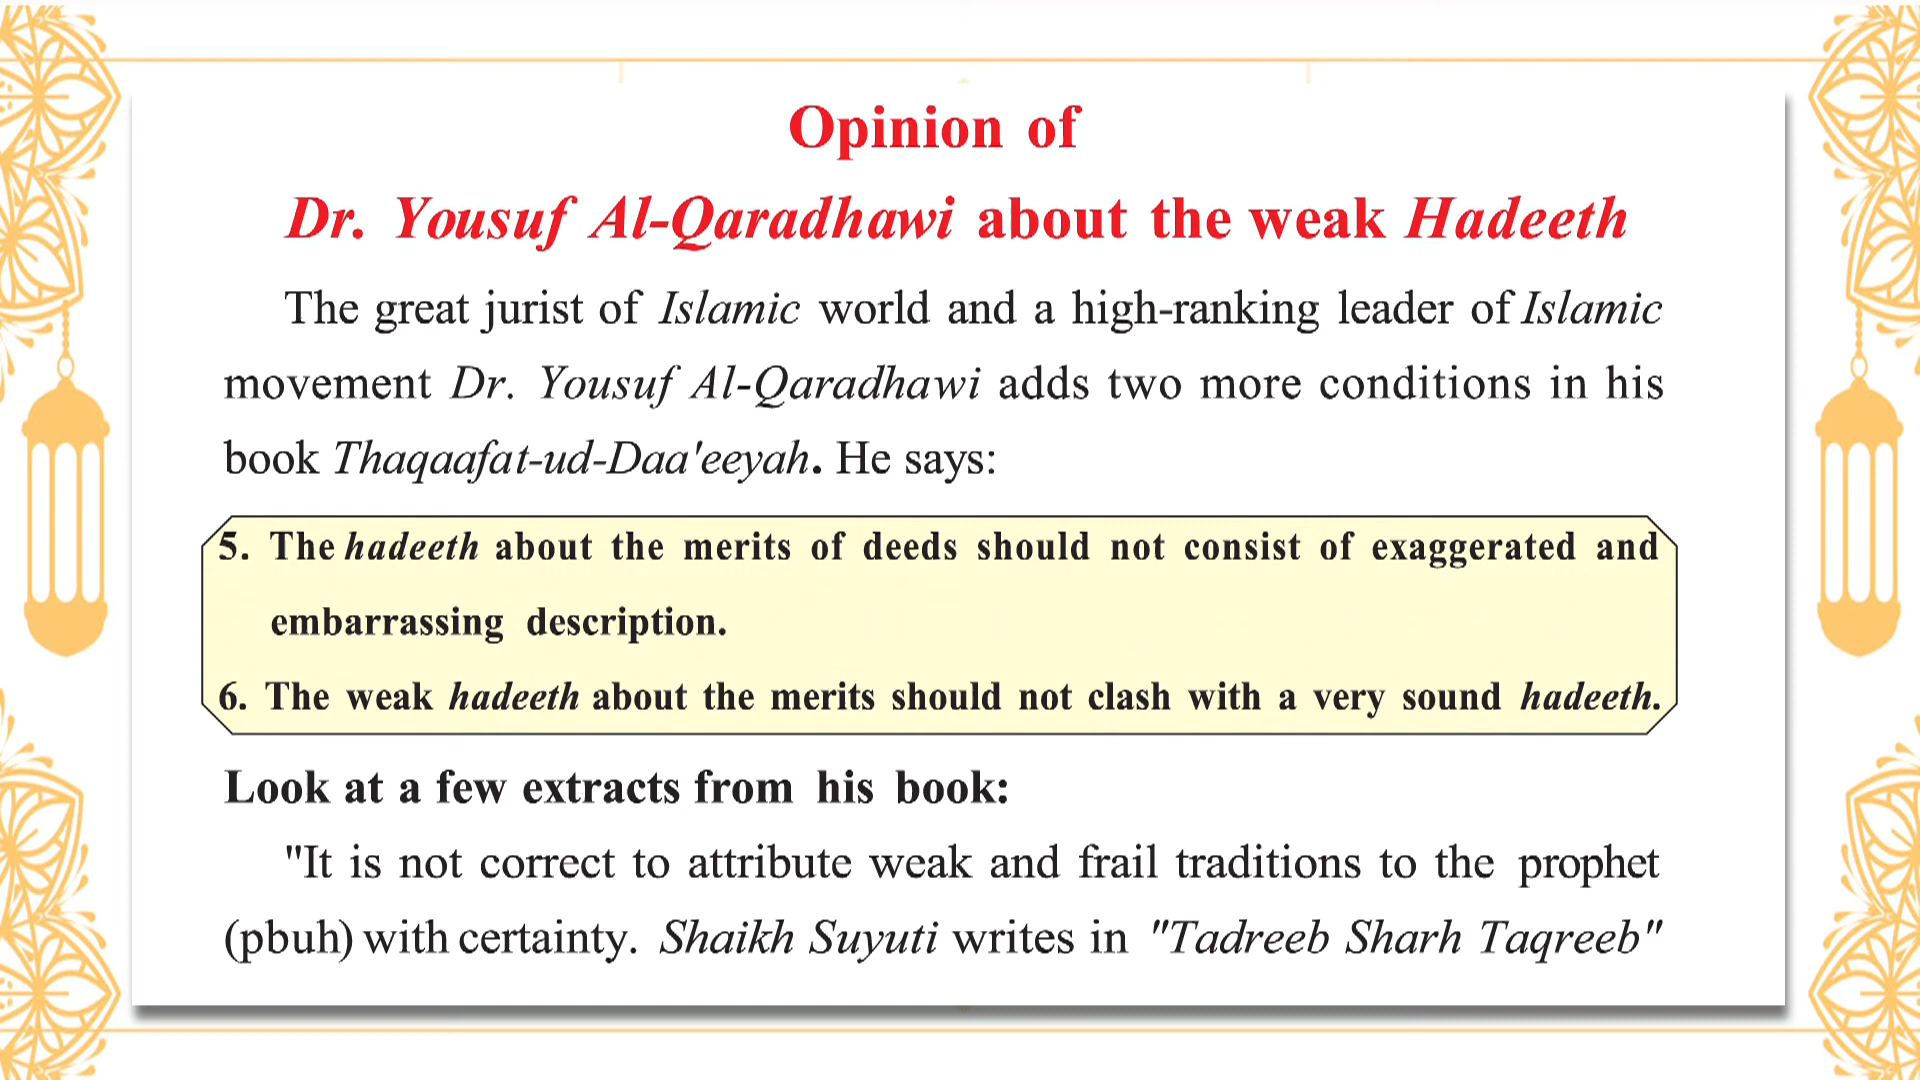 Opinion of
Dr. Yousuf Al-Qaradhawi about the weak Hadeeth
The great jurist of Islamic world and a high-ranking leader of Islamic
movement Dr. Yousuf Al-Qaradhawi adds two more conditions in his
book Thaqaafat-ud-Daa'eeyah. He says:
5. The hadeeth about the merits of deeds should not consist of exaggerated and
embarrassing description.
6. The weak hadeeth about the merits should not clash with a very sound hadeeth.
Look at a few extracts from his book:
"It is not correct to attribute weak and frail traditions to the prophet
(pbuh) with certainty. Shaikh Suyuti writes in "Tadreeb Sharh Taqreeb"